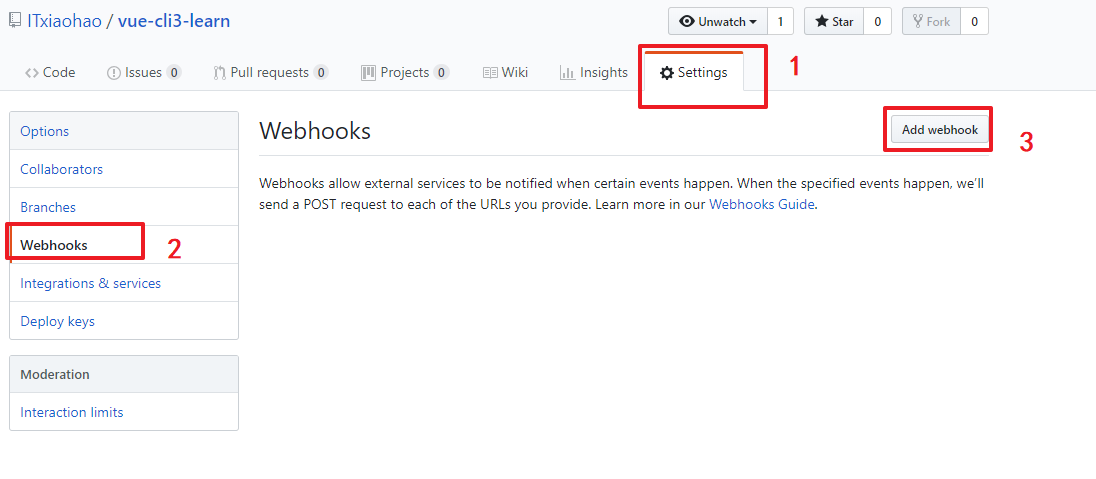 ITxiaohao / vue-cli3-learn
Unwatch 1 Star 0 Fork 0
Code Issues 0 Pull requests 0 Projects 0 Wiki Insights Settings 1
Options
Collaborators
Branches
Webhooks 2
Integrations & services
Deploy keys
Moderation
Interaction limits
Webhooks
Add webhook 3
Webhooks allow external services to be notified when certain events happen. When the specified events happen, we’ll
send a POST request to each of the URLs you provide. Learn more in our Webhooks Guide.